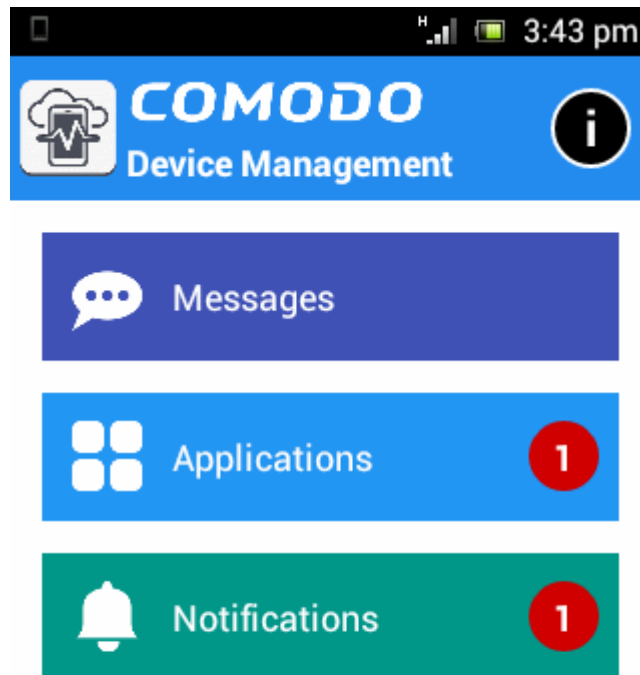 H 3:43 pm
COMODO
Device Management
i
Messages
Applications 1
Notifications 1